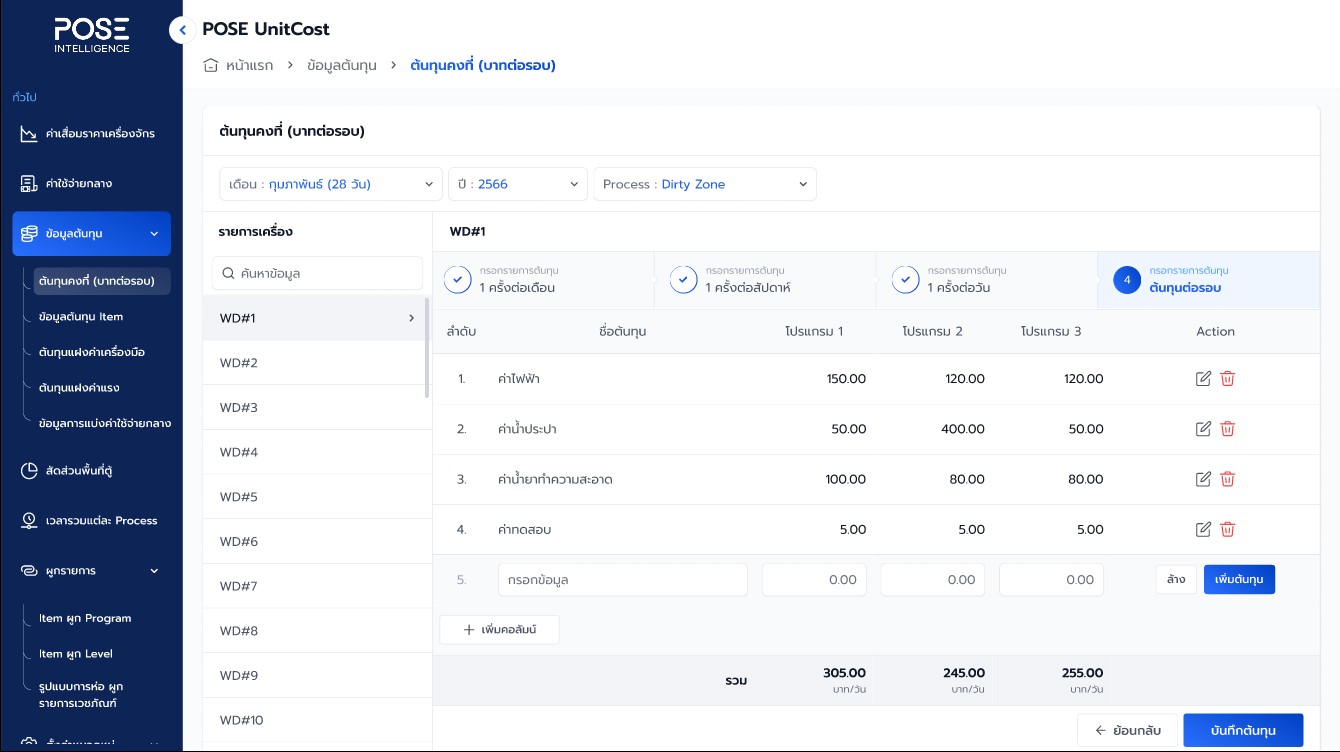 POSE
INTELLIGENCE
POSE UnitCost
หน้าแรก > ข้อมูลต้นทุน > ต้นทุนคงที่ (บาทต่อรอบ)
ทั่วไป
ค่าเสื่อมราคาเครื่องจักร
ค่าใช้จ่ายกลาง
ข้อมูลต้นทุน
ต้นทุนคงที่ (บาทต่อรอบ)
ข้อมูลต้นทุน Item
ต้นทุนแฝงค่าเครื่องมือ
ต้นทุนแฝงค่าแรง
ข้อมูลการแบ่งค่าใช้จ่ายกลาง
สัดส่วนพื้นที่ตู้
เวลารวมแต่ละ Process
ผูกรายการ
Item ผูก Program
Item ผูก Level
รูปแบบการห่อ ผูก
รายการเวชภัณฑ์
ต้นทุนคงที่ (บาทต่อรอบ)
เดือน : กุมภาพันธ์ (28 วัน) ปี : 2566 Process : Dirty Zone
รายการเครื่อง
ค้นหาข้อมูล
WD#1
WD#2
WD#3
WD#4
WD#5
WD#6
WD#7
WD#8
WD#9
WD#10
WD#1
กรอกรายการต้นทุน
1 ครั้งต่อเดือน
กรอกรายการต้นทุน
1 ครั้งต่อสัปดาห์
กรอกรายการต้นทุน
1 ครั้งต่อวัน
4
กรอกรายการต้นทุน
ต้นทุนต่อรอบ
ลำดับ ชื่อต้นทุน โปรแกรม 1 โปรแกรม 2 โปรแกรม 3 Action
1. ค่าไฟฟ้า 150.00 120.00 120.00
2. ค่าน้ำประปา 50.00 400.00 50.00
3. ค่าน้ำยาทำความสะอาด 100.00 80.00 80.00
4. ค่าทดสอบ 5.00 5.00 5.00
5. กรอกข้อมูล 0.00 0.00 0.00 ล้าง เพิ่มต้นทุน
+ เพิ่มคอลัมน์
รวม 305.00 245.00 255.00
บาท/วัน บาท/วัน บาท/วัน
ย้อนกลับ บันทึกต้นทุน